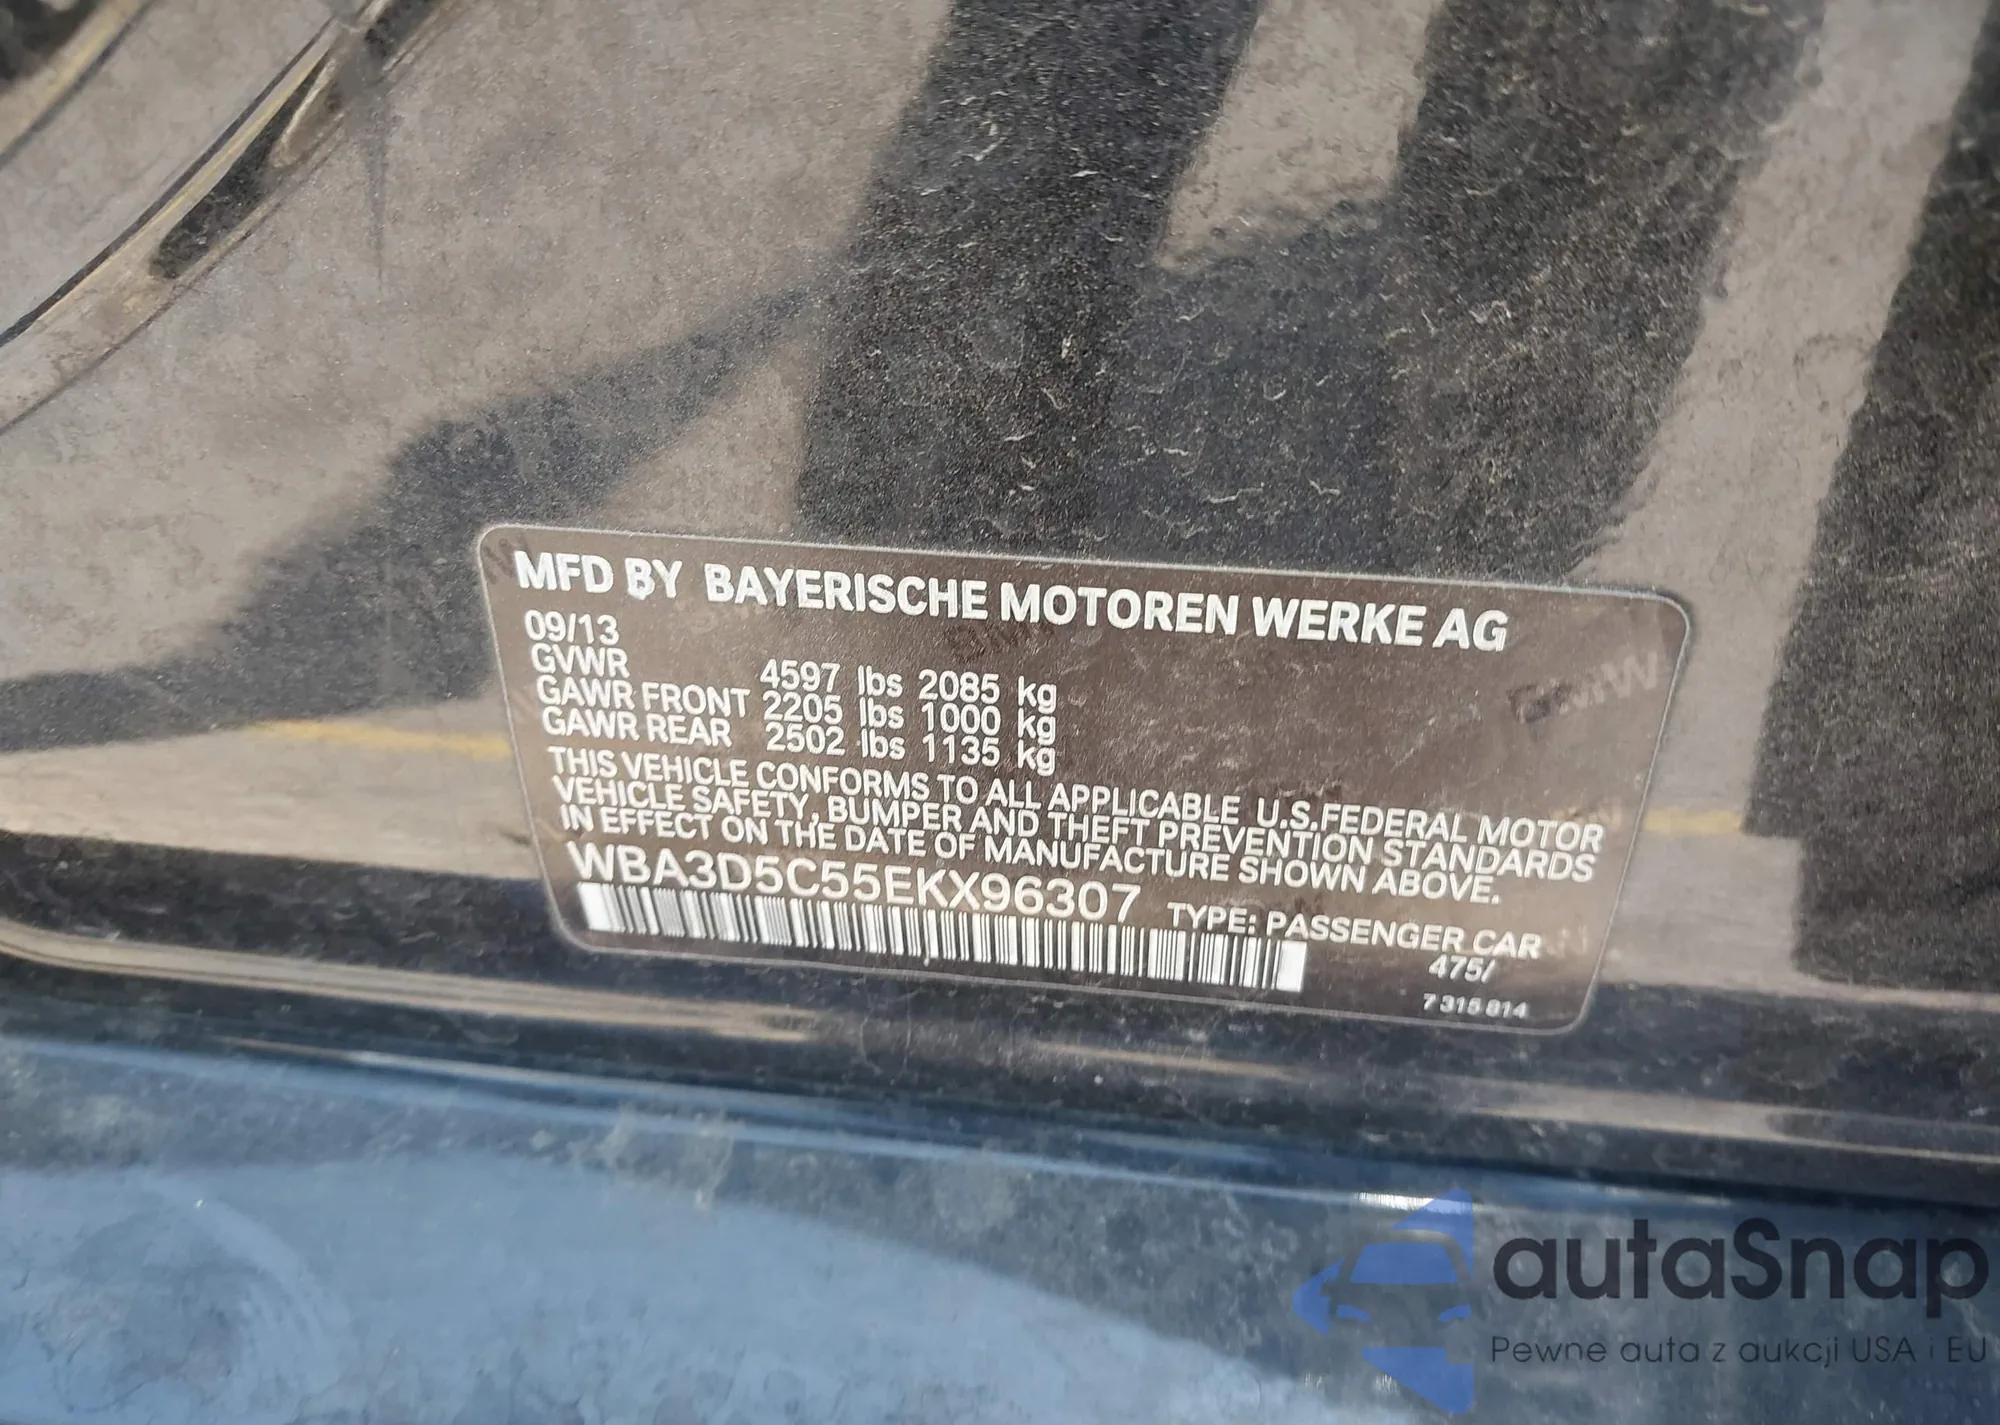 MFD BY BAYERISCHE MOTOREN WERKE AG
09/13
GVWR 4597 lbs 2085 kg
GAWR FRONT 2205 lbs 1000 kg
GAWR REAR 2502 lbs 1135 kg
THIS VEHICLE CONFORMS TO ALL APPLICABLE U.S.FEDERAL MOTOR
VEHICLE SAFETY, BUMPER AND THEFT PREVENTION STANDARDS
IN EFFECT ON THE DATE OF MANUFACTURE SHOWN ABOVE.
WBA3D5C55EKX96307 TYPE: PASSENGER CAR
475/
7 315 814
autaSnap
Pewne auta z aukcji USA i EU